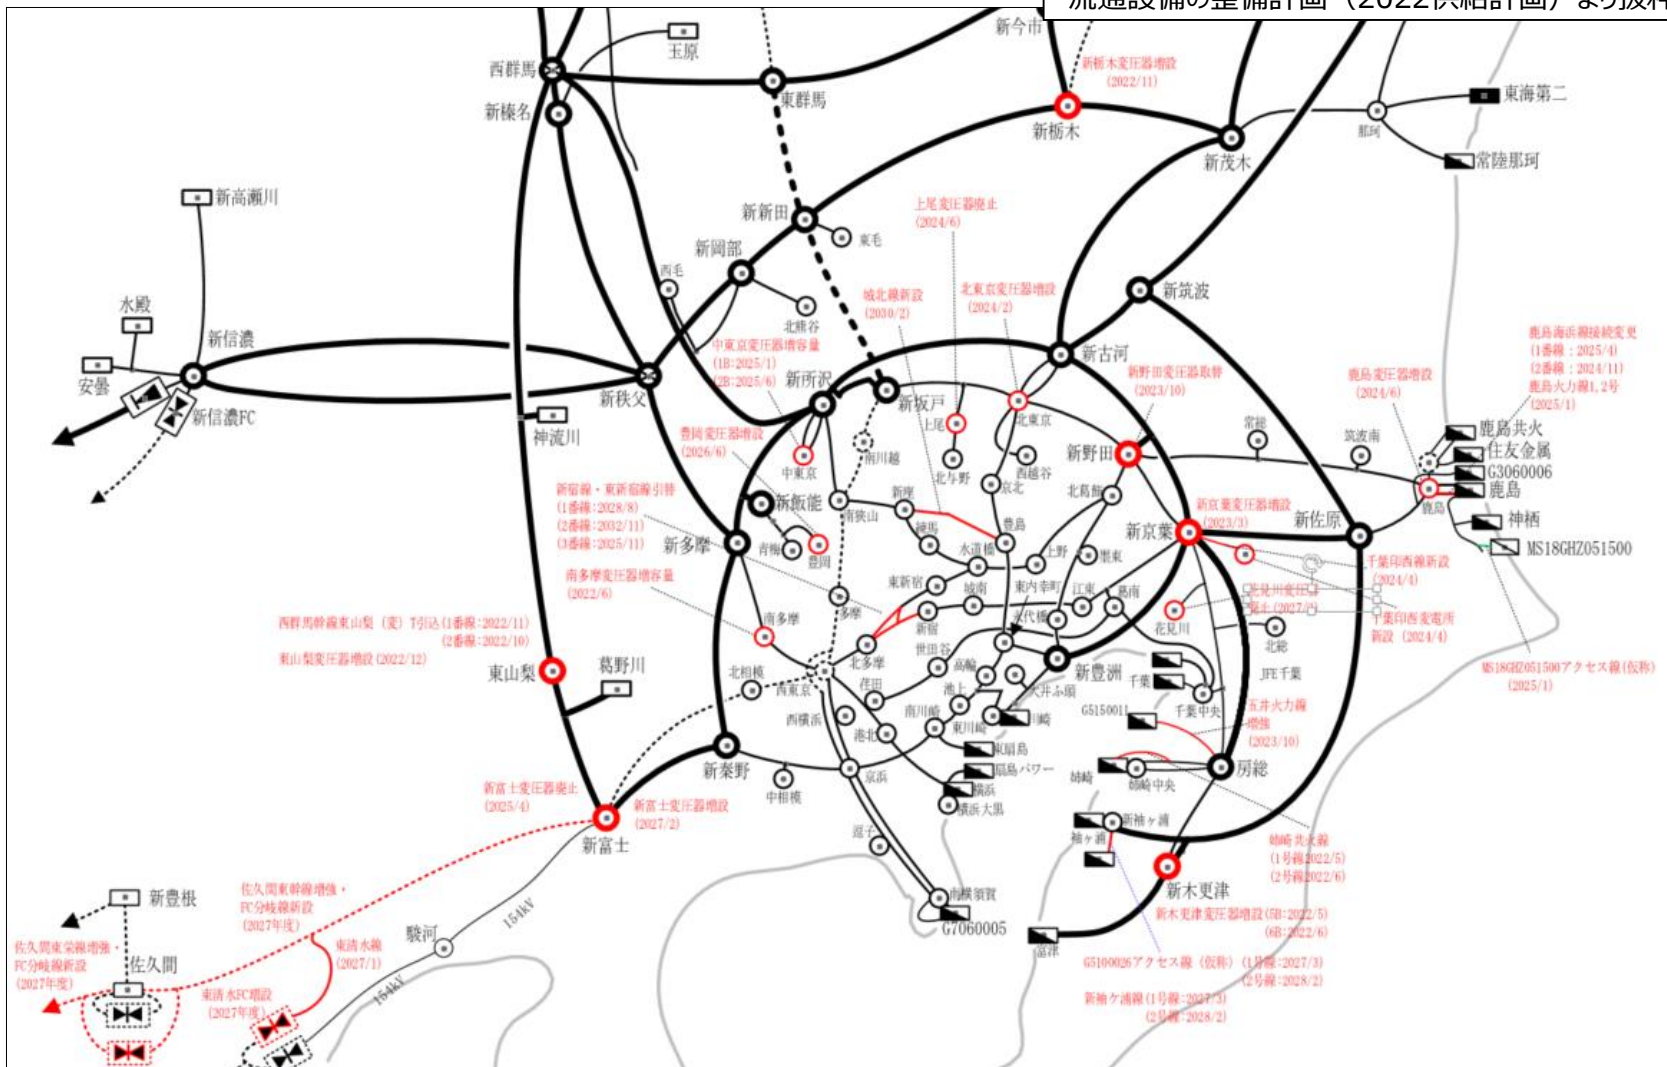 流通設備の整備計画（2022供給計画）より抜粋
新今市
玉原
西群馬
新栃木変圧器増設
(2022/11)
東群馬
新榛名
東海第二
新栃木
那珂
新茂木
常陸那珂
新高瀬川
上尾変圧器廃止
(2024/6)
新新田
東毛
新岡部
西毛
城北線新設
(2030/2)
北東京変圧器増設
(2024/2)
新筑波
水殿
新信濃
北熊谷
鹿島海浜線接続変更
(1番線：2025/4)
(2番線：2024/11)
鹿島火力線1,2号
(2025/1)
中東京変圧器増容量
(1B:2025/1)
(2B:2025/6)
新古河
新野田変圧器取替
(2023/10)
鹿島変圧器増設
(2024/6)
安曇
新所沢
新秩父
新坂戸
新信濃FC
神流川
北東京
上尾
豊岡変圧器増設
(2026/6)
南川越
常総
筑波南
鹿島共火
住友金属
G3060006
鹿島
中東京
北与野
西越谷
新野田
京北
北葛飾
新宿線・東新宿線引替
(1番線：2028/8)
(2番線：2032/11)
(3番線：2025/11)
新座
新飯能
南狭山
鹿島
新京葉変圧器増設
(2023/3)
新佐原
神栖
MS18GHZ051500
新多摩
青梅
豊岡
練馬
豊島
新京葉
水道橋
上野
墨東
千葉印西線新設
(2024/4)
南多摩変圧器増容量
(2022/6)
東新宿
城南
東内幸町
江東
葛南
花見川変圧
廃止(2027/
多摩
新宿
永代橋
花見川
北総
千葉印西変電所
新設 (2024/4)
西群馬幹線東山梨（変）T引込(1番線:2022/11)
(2番線:2022/10)
東山梨変圧器増設(2022/12)
南多摩
北多摩
世田谷
高輪
新豊洲
MS18GHZ051500アクセス線(仮称)
(2025/1)
東山梨
葛野川
北相模
西東京
荏田
池上
大井ふ頭
千葉
JFE千葉
G5150011
千葉中央
五井火力線
増強
(2023/10)
西横浜
港北
南川崎
東川崎
川崎
東扇島
扇島パワー
新秦野
中相模
京浜
横浜
横浜大黒
姉崎
姉崎中央
房総
新富士変圧器廃止
(2025/4)
新富士変圧器増設
(2027/2)
新富士
逗子
新袖ヶ浦
袖ヶ浦
姉崎共火線
(1号線2022/5)
(2号線2022/6)
新木更津
南横須賀
G7060005
新豊根
佐久間東幹線増強・
FC分岐線新設
(2027年度)
154kV
新木更津変圧器増設(5B:2022/5)
(6B:2022/6)
駿河
富津
佐久間東栄線増強・
FC分岐線新設
(2027年度)
東清水線
(2027/1)
佐久間
G5100026アクセス線（仮称）(1号線:2027/3)
(2号線:2028/2)
東清水FC増設
(2027年度)
154kV
新袖ケ浦線(1号線:2027/3)
(2号線:2028/2)